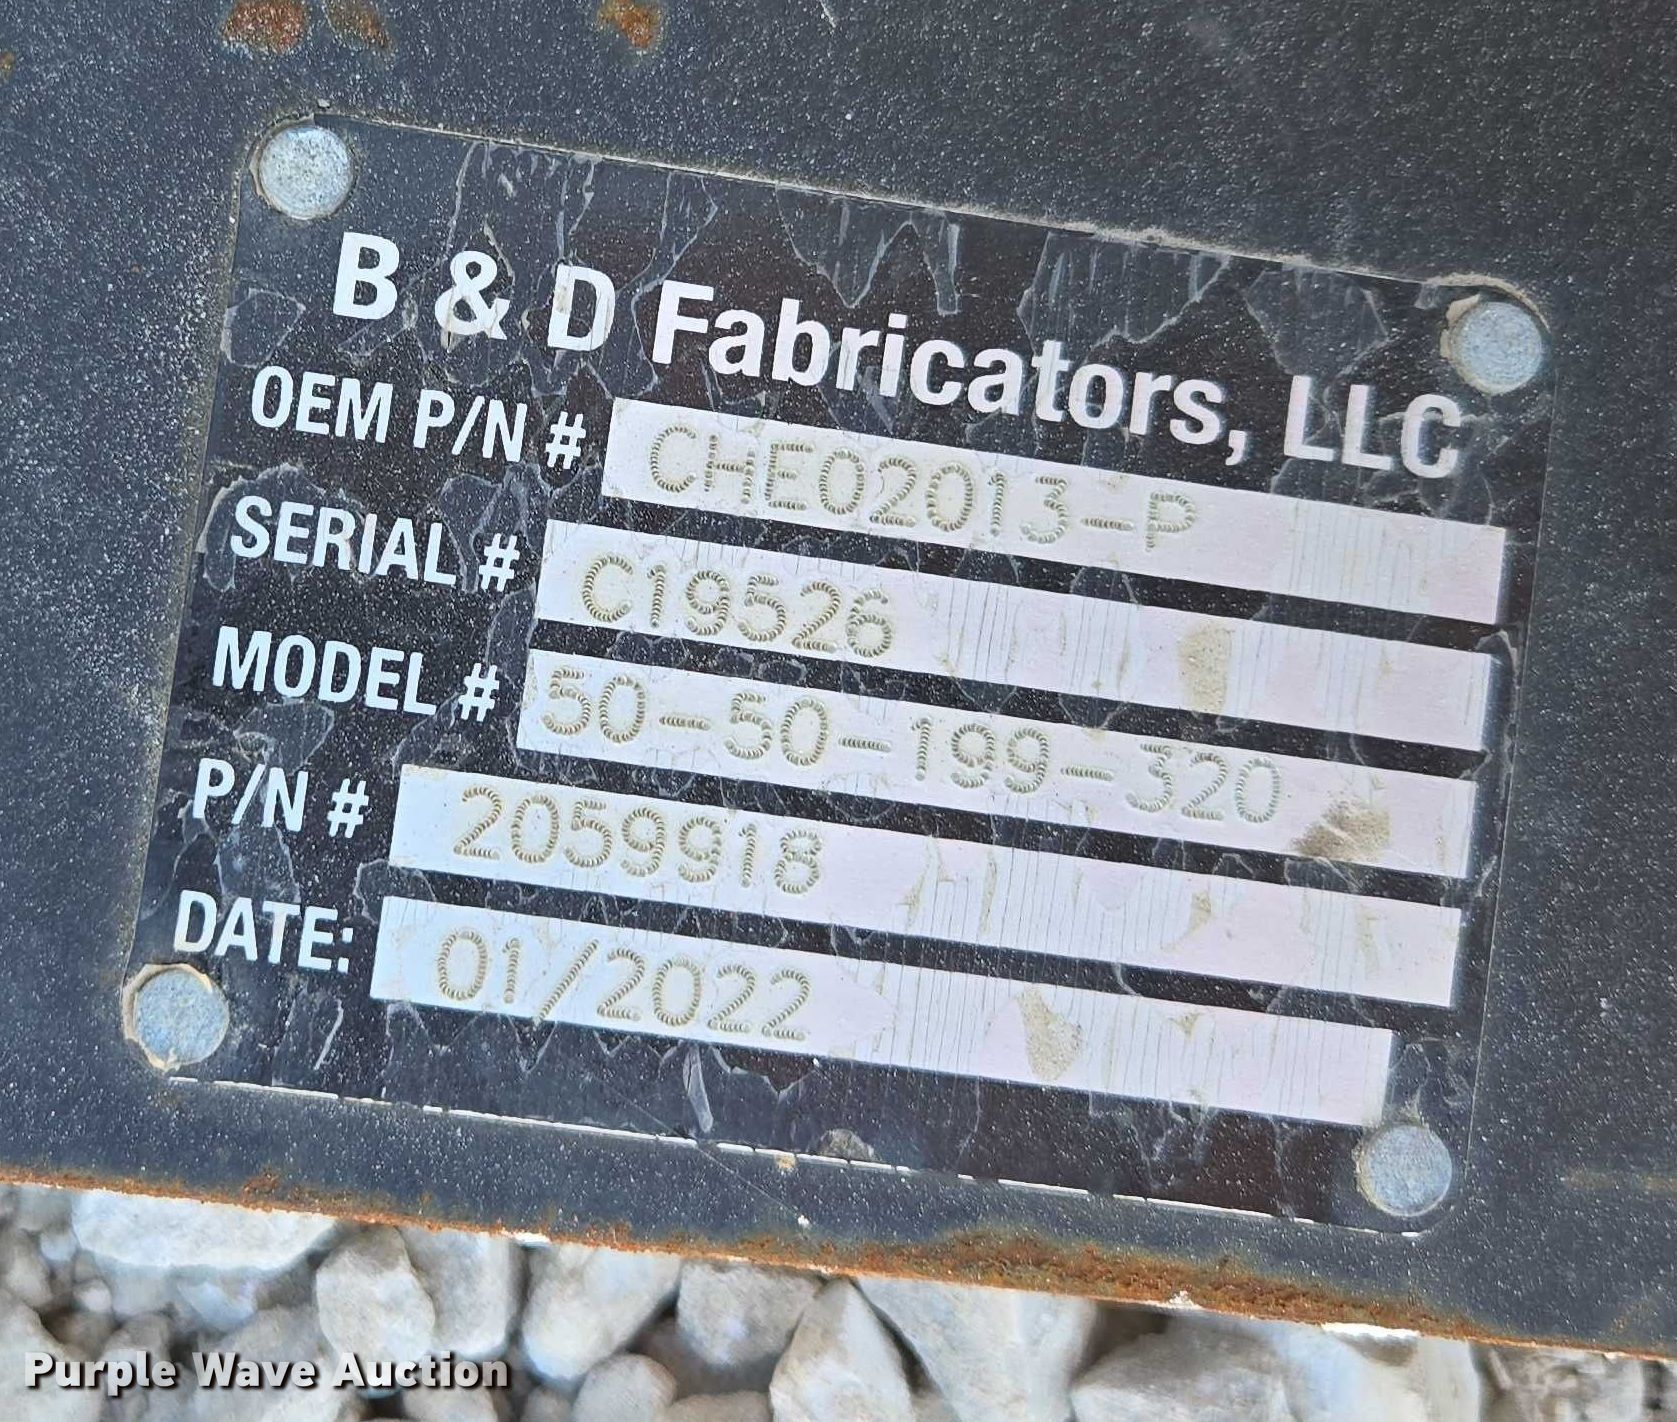 B & D Fabricators, LLC
OEM P/N # CHE02013-P
SERIAL # C19526
MODEL # 50-50-199-320
P/N # 2059918
DATE: 01/2022
Purple Wave Auction